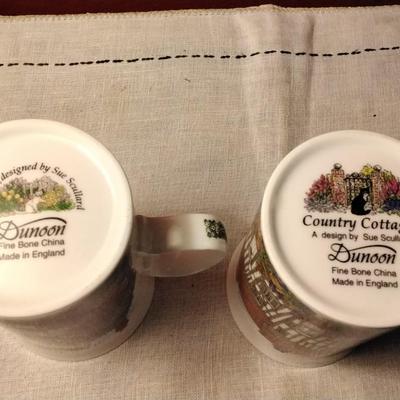 designed by Sue Scullard
Dunoon
Fine Bone China
Made in England
Country Cottag
A design by Sue Scullard
Dunoon
Fine Bone China
Made in England